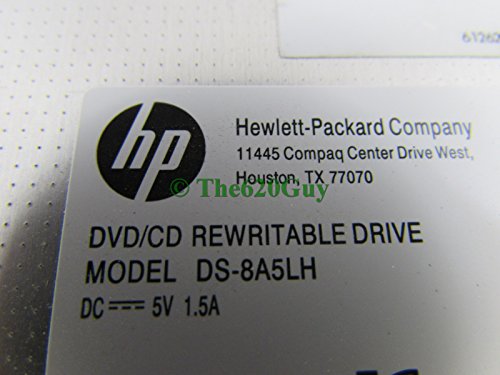 61262
hp
Hewlett-Packard Company
11445 Compaq Center Drive West,
Houston, TX 77070
© The620Guy
DVD/CD REWRITABLE DRIVE
MODEL DS-8A5LH
DC⎓ 5V 1.5A